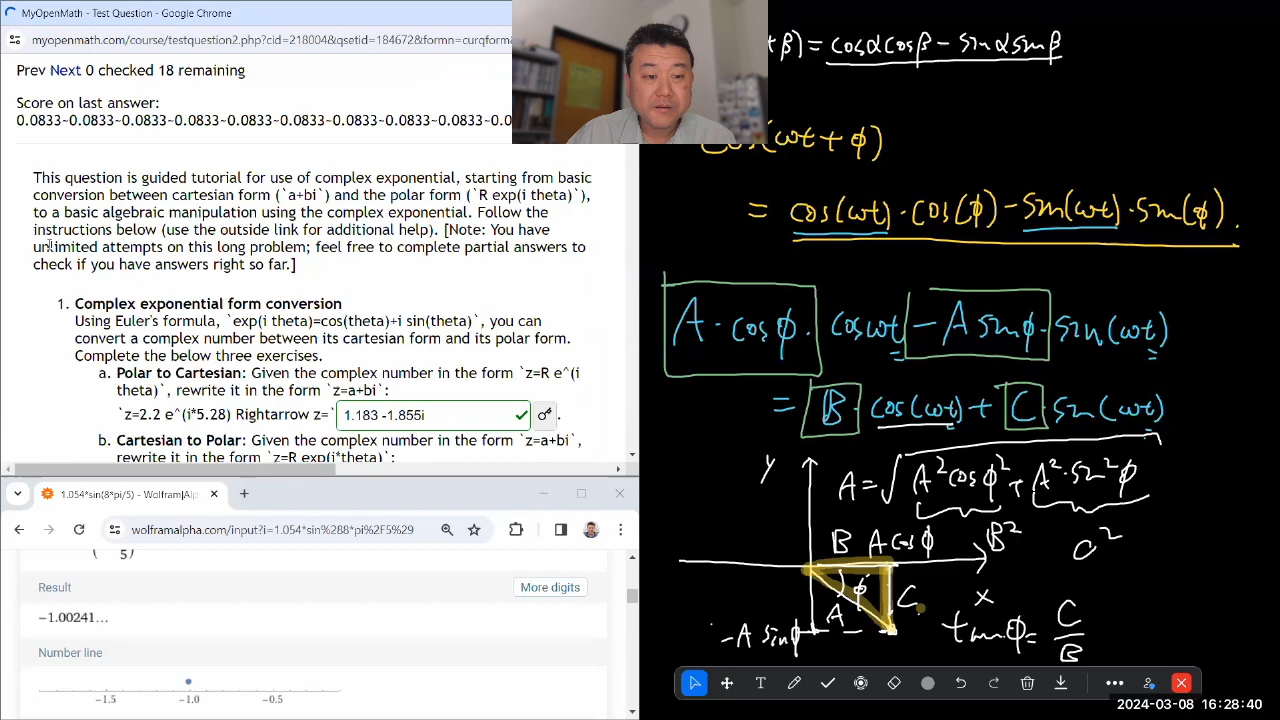 MyOpenMath - Test Question - Google Chrome
myopenmath.com/course/testquestion2.php?cid=218004&qsetid=184672&formn=curqform
Prev Next 0 checked 18 remaining
Score on last answer:
0.0833~0.0833~0.0833~0.0833~0.0833~0.0833~0.0833~0.0833~0.0833~0.0
This question is guided tutorial for use of complex exponential, starting from basic
conversion between cartesian form (`a+bi`) and the polar form (`R exp(i theta)`),
to a basic algebraic manipulation using the complex exponential. Follow the
instruction below (use the outside link for additional help). [Note: You have
unlimited attempts on this long problem; feel free to complete partial answers to
check if you have answers right so far.]
1. Complex exponential form conversion
Using Euler's formula, `exp(i theta)=cos(theta)+i sin(theta)`, you can
convert a complex number between its cartesian form and its polar form.
Complete the below three exercises.
a. Polar to Cartesian: Given the complex number in the form `z=R e^(i
theta)`, rewrite it in the form `z=a+bi`:
`z=2.2 e^(i*5.28) Rightarrow z=` 1.183 -1.855i .
b. Cartesian to Polar: Given the complex number in the form `z=a+bi`,
rewrite it in the form `z=R exp(i*theta)`:
1.054*sin(8*pi/5) - Wolfram|Alp
wolframalpha.com/input?i=1.054*sin%288*pi%2F5%29
5)
Result
More digits
−1.00241…
Number line
−1.5 −1.0 −0.5
+β) = cosα cosβ − sinα sinβ
cos(ωt + φ)
= cos(ωt)·cos(φ) − sin(ωt)·sin(φ).
A·cosφ· cosωt − A sinφ· sin(ωt)
= B· cos(ωt) + C· sin(ωt)
y A = √A²cosφ² + A²·sin²φ
B A cosφ B² C²
φ A C x
−A sinφ tanφ = C/B
2024-03-08 16:28:40